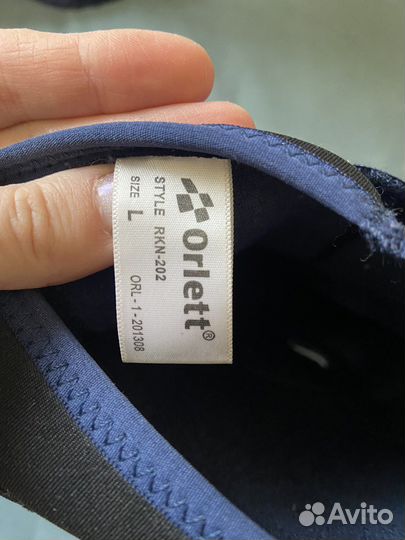 Orlett®
STYLE RKN-202
SIZE L
ORL-1-201308
Avito